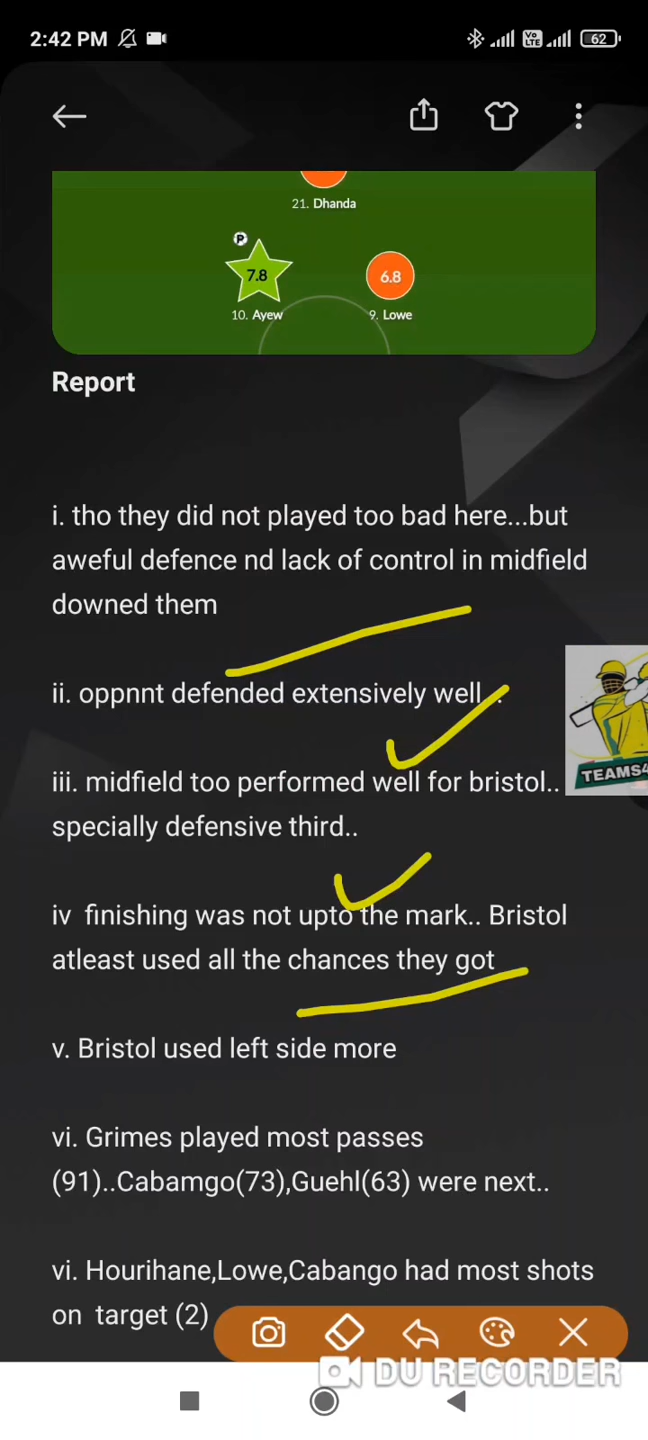 2:42 PM
Vo
LTE
62
21. Dhanda
P
7.8
6.8
10. Ayew
9. Lowe
Report
i. tho they did not played too bad here...but
aweful defence nd lack of control in midfield
downed them
ii. oppnnt defended extensively well..
TEAMS4
iii. midfield too performed well for bristol..
specially defensive third..
iv finishing was not upto the mark.. Bristol
atleast used all the chances they got
v. Bristol used left side more
vi. Grimes played most passes
(91)..Cabamgo(73),Guehl(63) were next..
vi. Hourihane,Lowe,Cabango had most shots
on target (2)
DU RECORDER